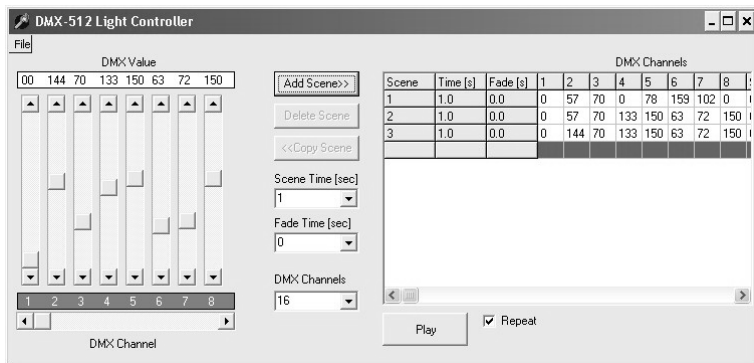 DMX-512 Light Controller
File
DMX Value
00 144 70 133 150 63 72 150
1 2 3 4 5 6 7 8
DMX Channel
Add Scene>>
Delete Scene
<<Copy Scene
Scene Time [sec]
1
Fade Time [sec]
0
DMX Channels
16
DMX Channels
Scene Time [s] Fade [s] 1 2 3 4 5 6 7 8
1 1.0 0.0 0 57 70 0 78 159 102 0
2 1.0 0.0 0 57 70 133 150 63 72 150
3 1.0 0.0 0 144 70 133 150 63 72 150
Play
Repeat